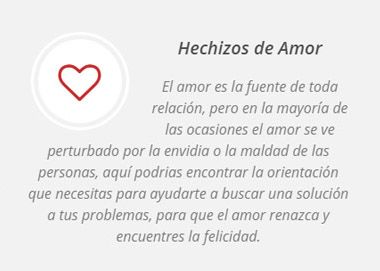 Hechizos de Amor
El amor es la fuente de toda
relación, pero en la mayoría de
las ocasiones el amor se ve
perturbado por la envidia o la maldad de las
personas, aquí podrias encontrar la orientación
que necesitas para ayudarte a buscar una solución
a tus problemas, para que el amor renazca y
encuentres la felicidad.